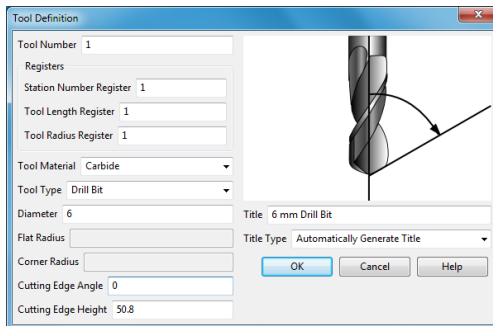 Tool Definition
Tool Number 1
Registers
Station Number Register 1
Tool Length Register 1
Tool Radius Register 1
Tool Material Carbide
Tool Type Drill Bit
Diameter 6
Title 6 mm Drill Bit
Flat Radius
Title Type Automatically Generate Title
Corner Radius
OK Cancel Help
Cutting Edge Angle 0
Cutting Edge Height 50.8